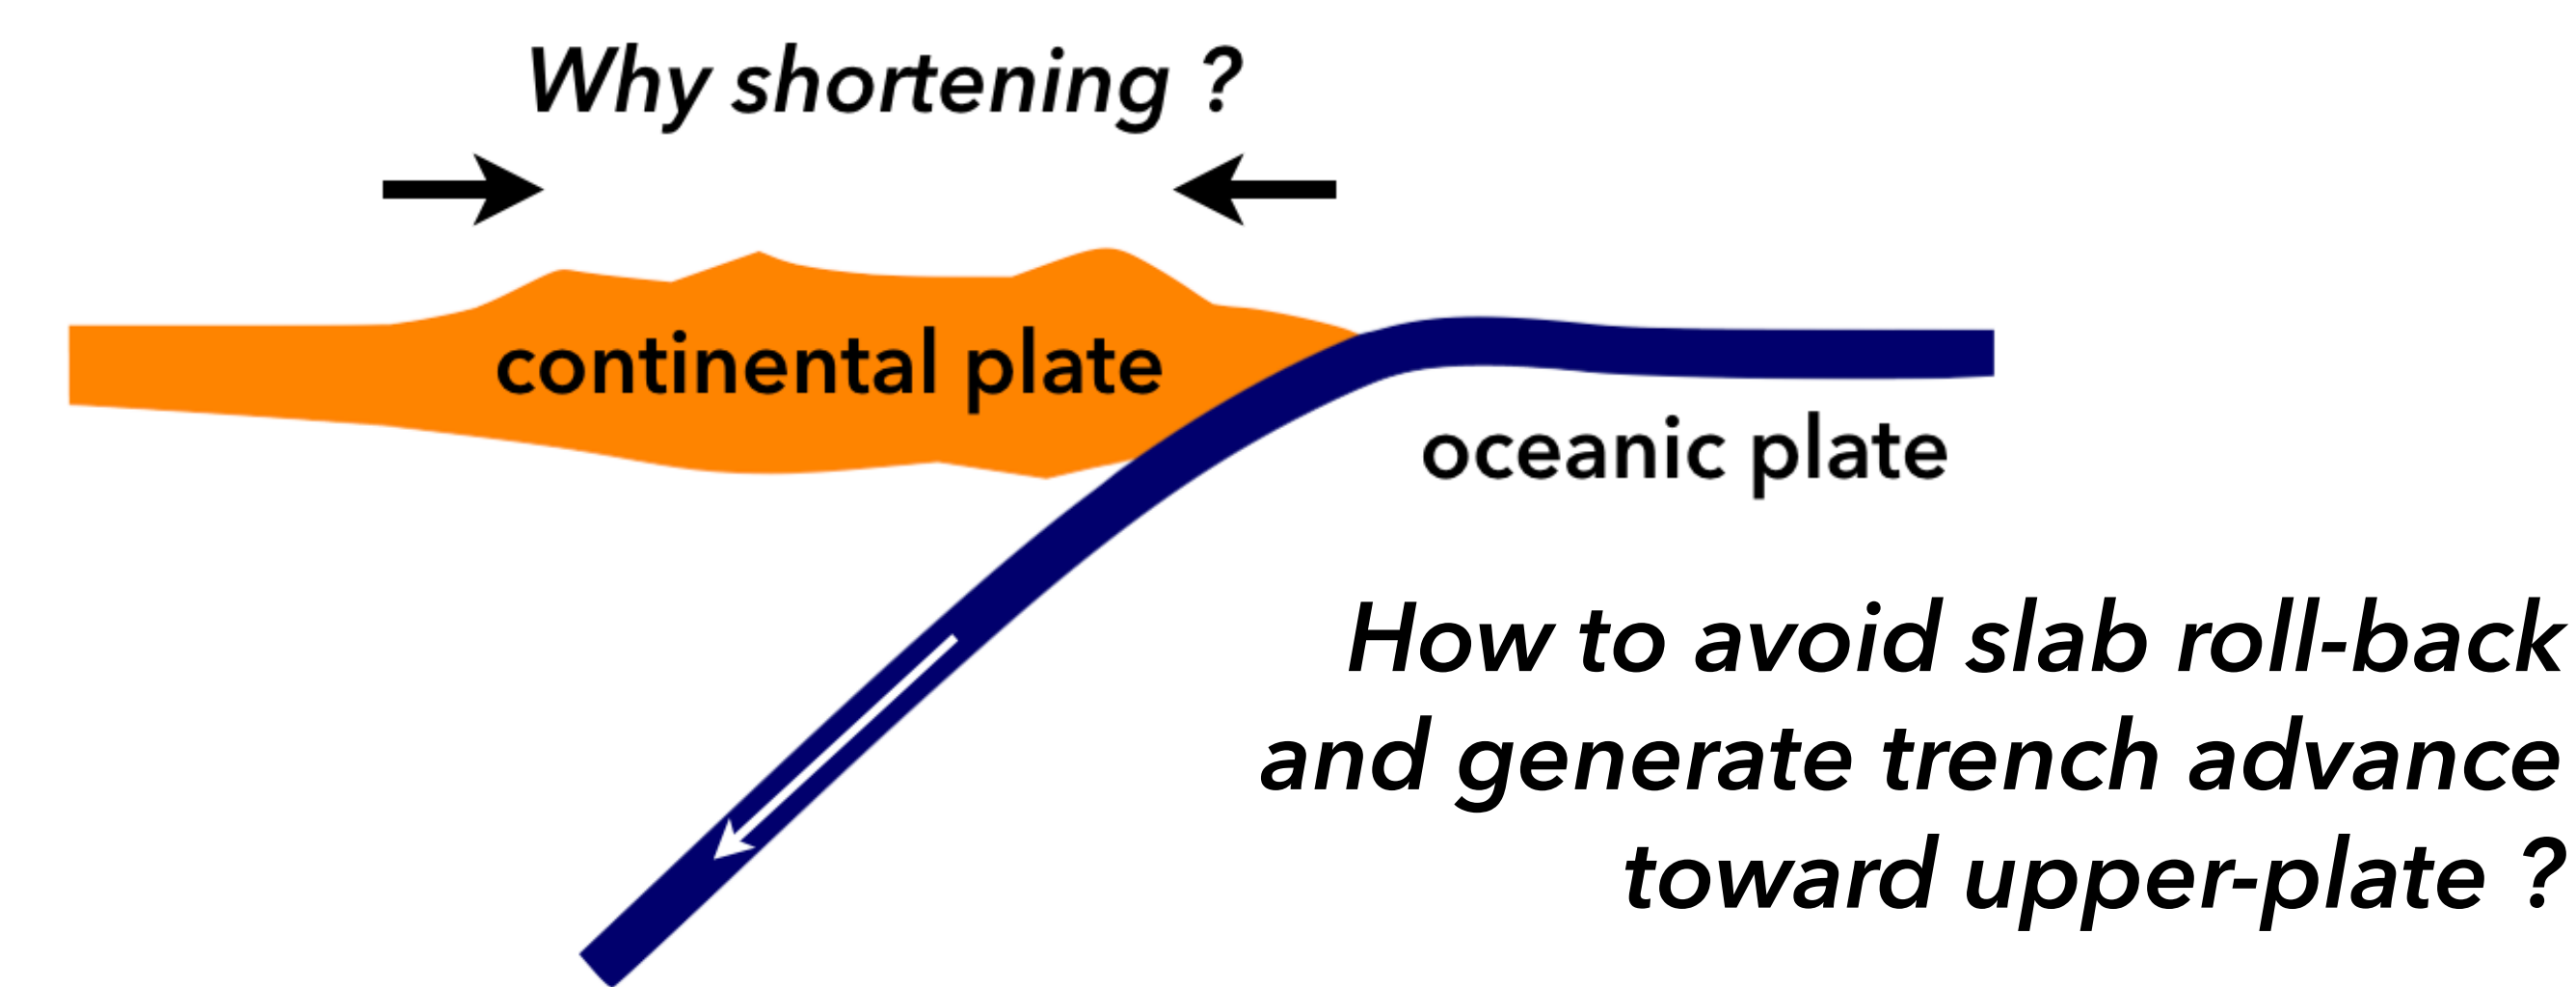 Why shortening ?
continental plate
oceanic plate
How to avoid slab roll-back
and generate trench advance
toward upper-plate ?